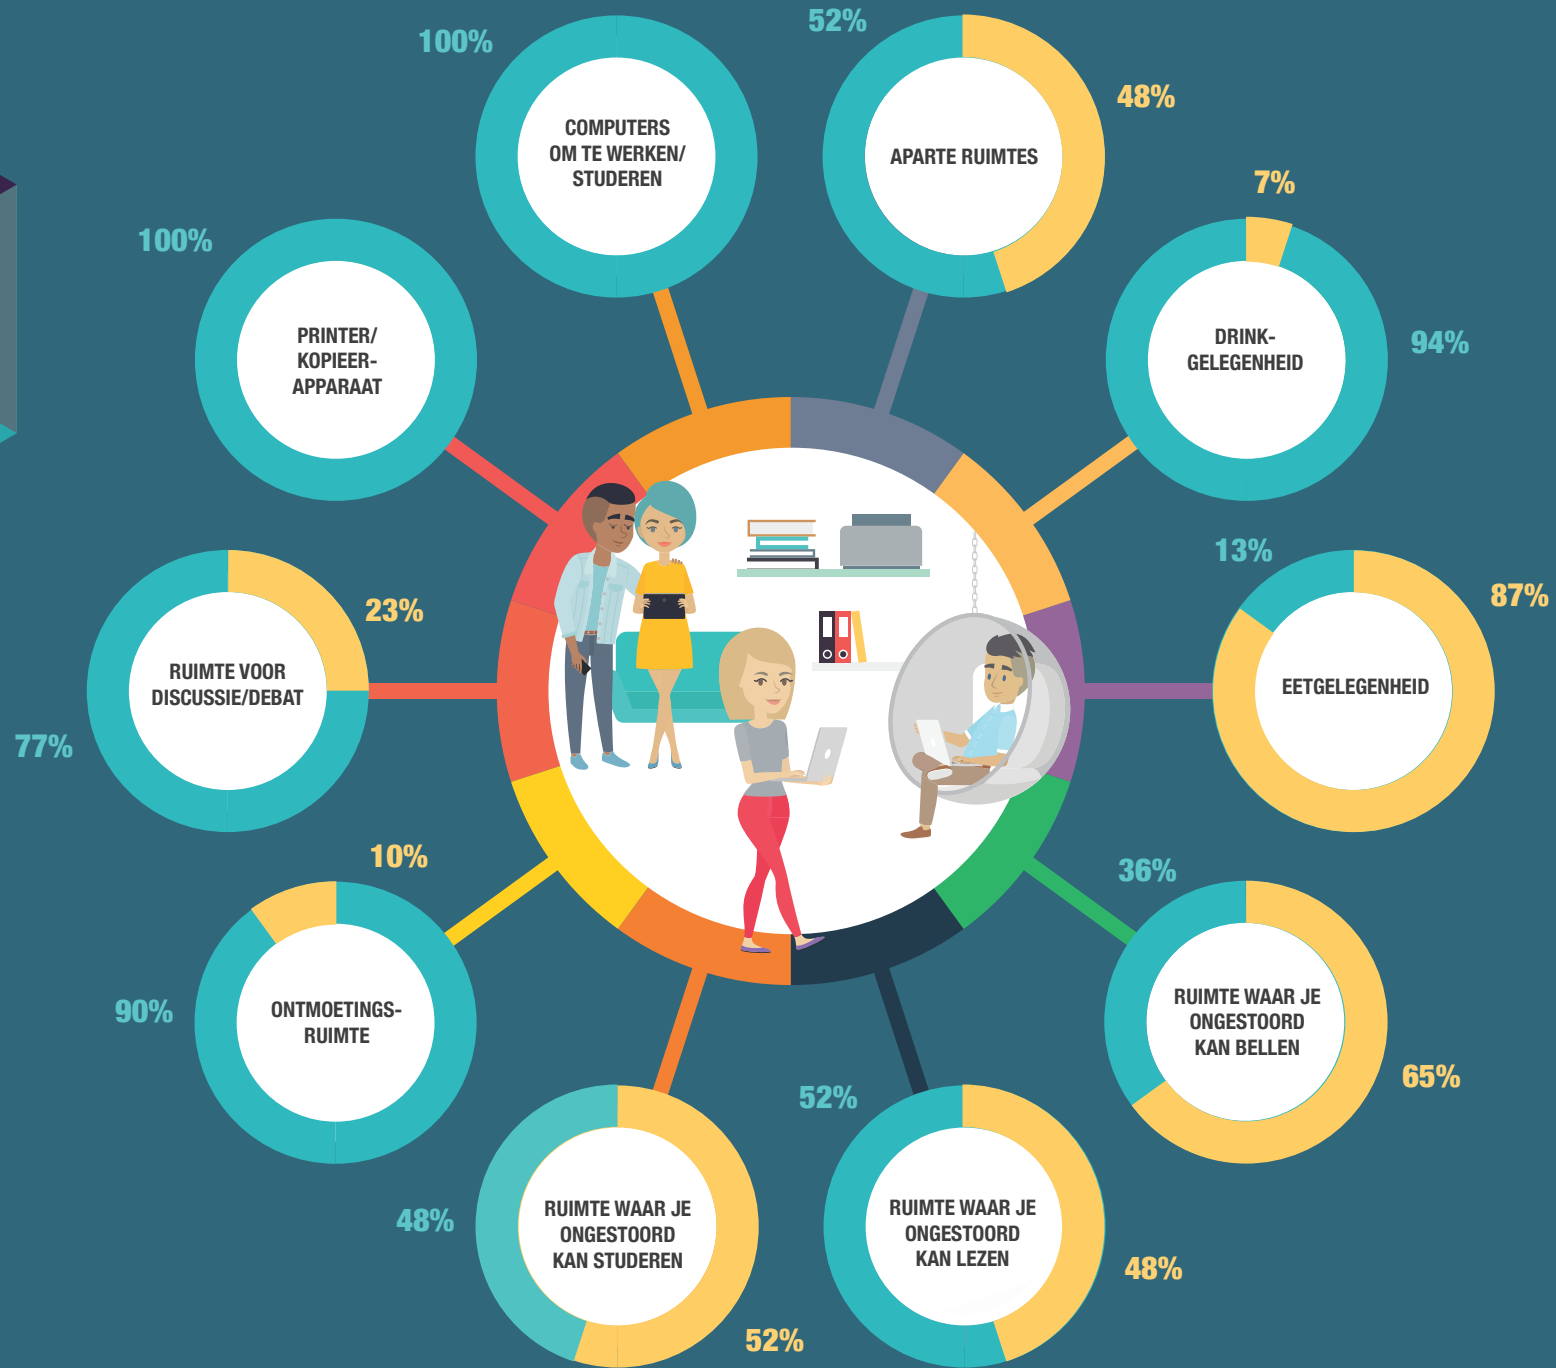 100%
COMPUTERS
OM TE WERKEN/
STUDEREN
52%
48%
APARTE RUIMTES
7%
94%
DRINK-
GELEGENHEID
13%
87%
EETGELEGENHEID
36%
65%
RUIMTE WAAR JE
ONGESTOORD
KAN BELLEN
52%
48%
RUIMTE WAAR JE
ONGESTOORD
KAN LEZEN
48%
52%
RUIMTE WAAR JE
ONGESTOORD
KAN STUDEREN
10%
90%
ONTMOETINGS-
RUIMTE
23%
77%
RUIMTE VOOR
DISCUSSIE/DEBAT
100%
PRINTER/
KOPIEER-
APPARAAT